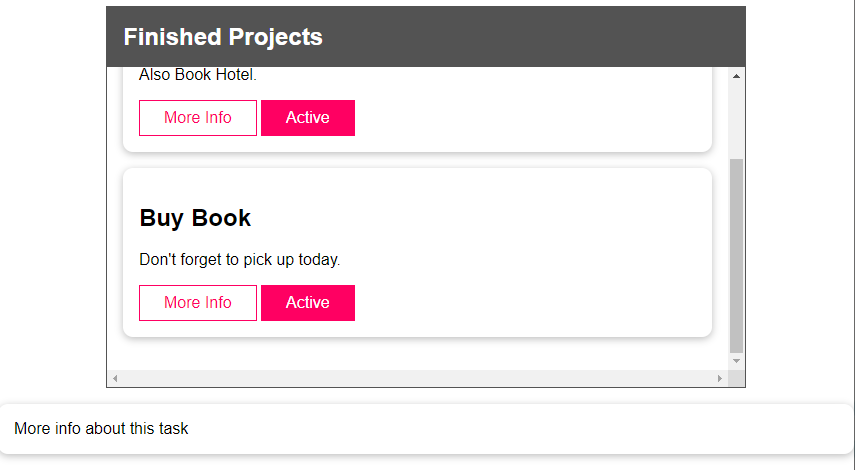 Finished Projects
Also Book Hotel.
More Info Active
Buy Book
Don't forget to pick up today.
More Info Active
More info about this task